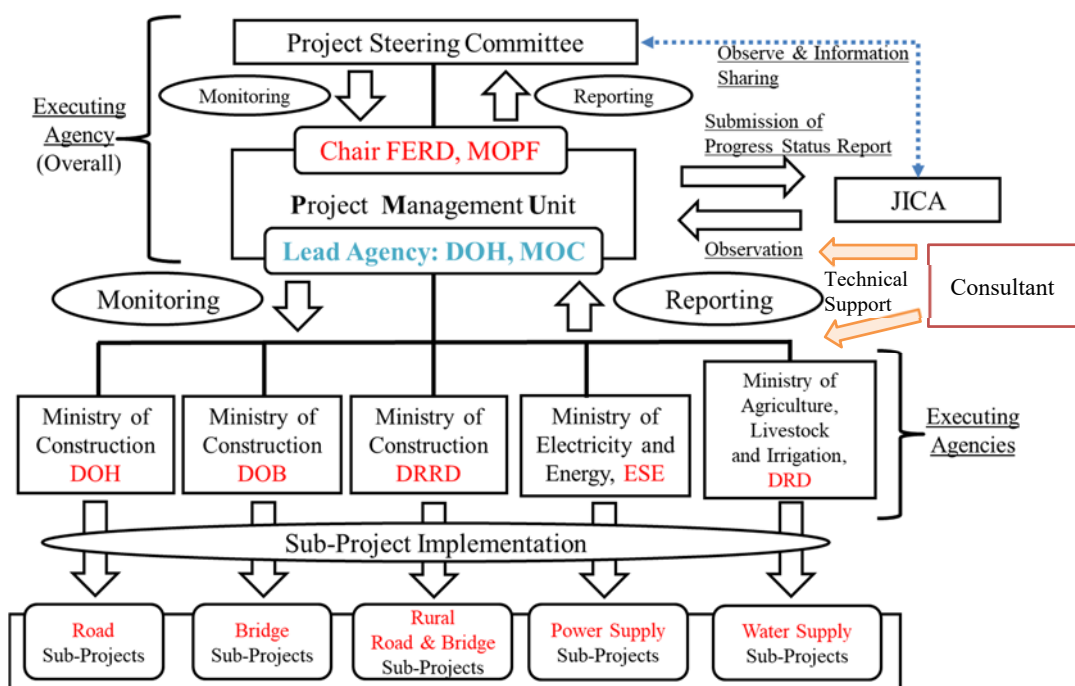 Project Steering Committee
Observe & Information
Sharing
Monitoring
Reporting
Executing
Agency
(Overall)
Submission of
Progress Status Report
Chair FERD, MOPF
JICA
Project Management Unit
Lead Agency: DOH, MOC
Observation
Monitoring
Reporting
Technical
Support
Consultant
Ministry of
Construction
DOH
Ministry of
Construction
DOB
Ministry of
Construction
DRRD
Ministry of
Electricity and
Energy, ESE
Ministry of
Agriculture,
Livestock
and Irrigation,
DRD
Executing
Agencies
Sub-Project Implementation
Road
Sub-Projects
Bridge
Sub-Projects
Rural
Road & Bridge
Sub-Projects
Power Supply
Sub-Projects
Water Supply
Sub-Projects